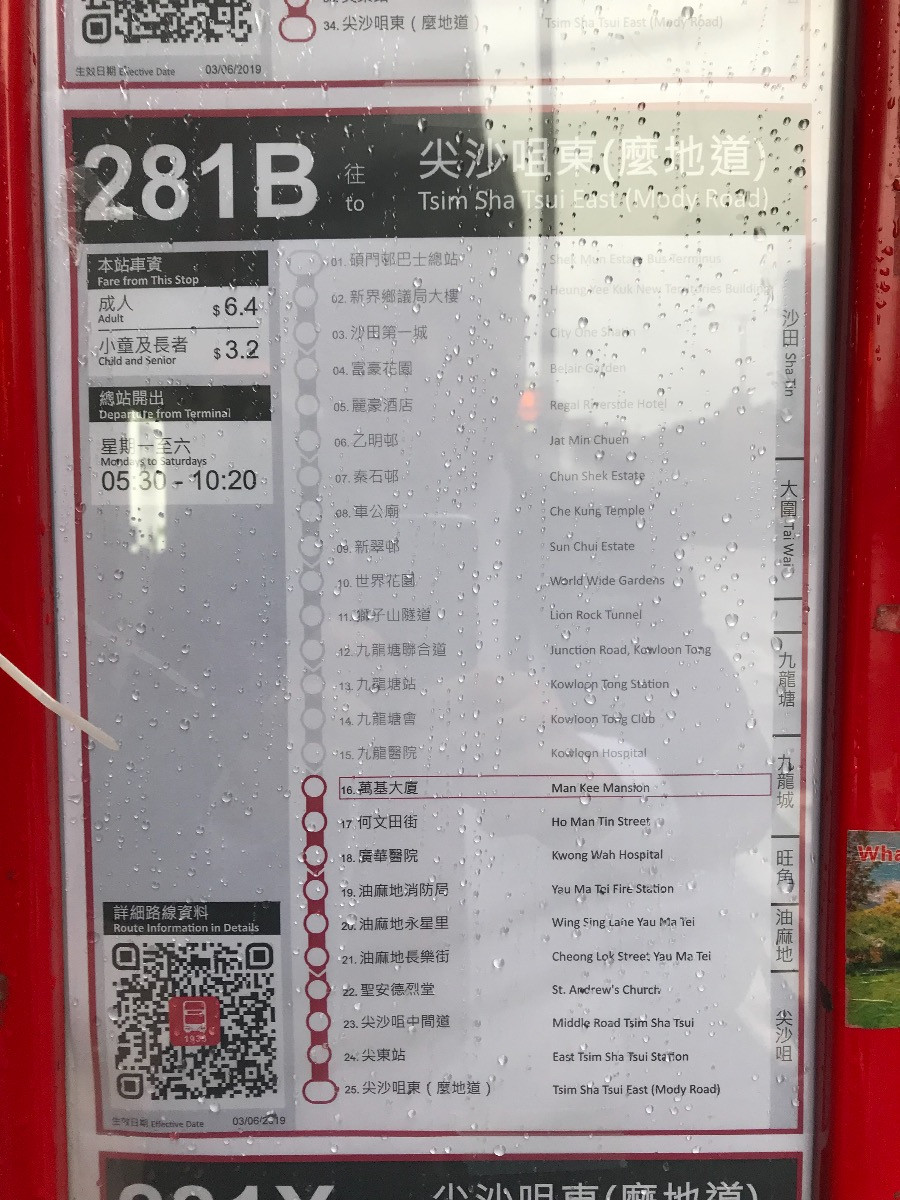 34. 尖沙咀東 ( 麼地道 ) Tsim Sha Tsui East (Mody Road)
生效日期 Effective Date 03/06/2019
281B 往 to 尖沙咀東(麼地道)
Tsim Sha Tsui East (Mody Road)
本站車資
Fare from This Stop
成人 $ 6.4
Adult
小童及長者 $ 3.2
Child and Senior
總站開出
Departure from Terminal
星期一至六
Mondays to Saturdays
05:30 - 10:20
01. 碩門邨巴士總站 Shek Mun Estate Bus Terminus
02. 新界鄉議局大樓 Heung Yee Kuk New Territories Building
03. 沙田第一城 City One Shatin
04. 富豪花園 Belair Garden
05. 麗豪酒店 Regal Riverside Hotel
06. 乙明邨 Jat Min Chuen
07. 秦石邨 Chun Shek Estate
08. 車公廟 Che Kung Temple
09. 新翠邨 Sun Chui Estate
10. 世界花園 World Wide Gardens
11. 獅子山隧道 Lion Rock Tunnel
12. 九龍塘聯合道 Junction Road, Kowloon Tong
13. 九龍塘站 Kowloon Tong Station
14. 九龍塘會 Kowloon Tong Club
15. 九龍醫院 Kowloon Hospital
16. 萬基大廈 Man Kee Mansion
17 何文田街 Ho Man Tin Street
18. 廣華醫院 Kwong Wah Hospital
19. 油麻地消防局 Yau Ma Tei Fire Station
20. 油麻地永星里 Wing Sing Lane Yau Ma Tei
21. 油麻地長樂街 Cheong Lok Street Yau Ma Tei
22. 聖安德烈堂 St. Andrew's Church
23. 尖沙咀中間道 Middle Road Tsim Sha Tsui
24. 尖東站 East Tsim Sha Tsui Station
25. 尖沙咀東 ( 麼地道 ) Tsim Sha Tsui East (Mody Road)
沙田 Sha Tin
大圍 Tai Wai
九龍塘
九龍城
旺角
油麻地
尖沙咀
詳細路線資料
Route Information in Details
1933
生效日期 Effective Date 03/06/2019
281X 尖沙咀東(麼地道)
Wha